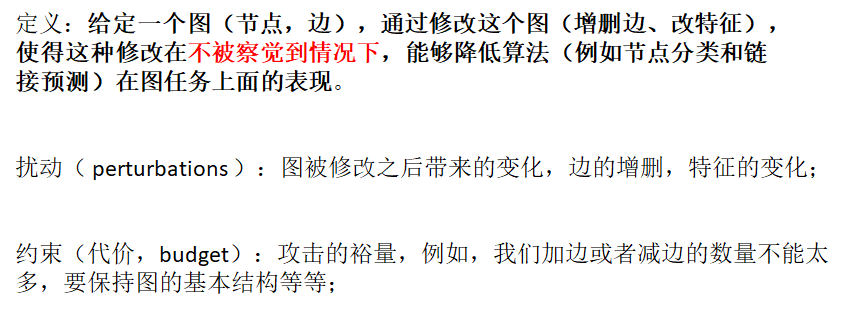 定义：给定一个图（节点，边），通过修改这个图（增删边、改特征），
使得这种修改在不被察觉到情况下，能够降低算法（例如节点分类和链
接预测）在图任务上面的表现。
扰动（ perturbations ）：图被修改之后带来的变化，边的增删，特征的变化；
约束（代价，budget）：攻击的裕量，例如，我们加边或者减边的数量不能太
多，要保持图的基本结构等等；